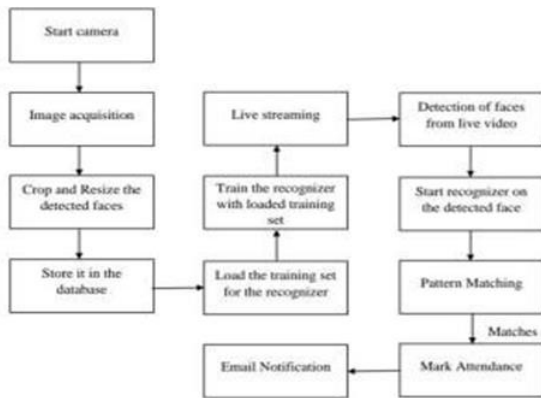 Start camera
Image acquisition
Crop and Resize the
detected faces
Store it in the
database
Load the training set
for the recognizer
Train the recognizer
with loaded training
set
Live streaming
Detection of faces
from live video
Start recognizer on
the detected face
Pattern Matching
Matches
Mark Attendance
Email Notification